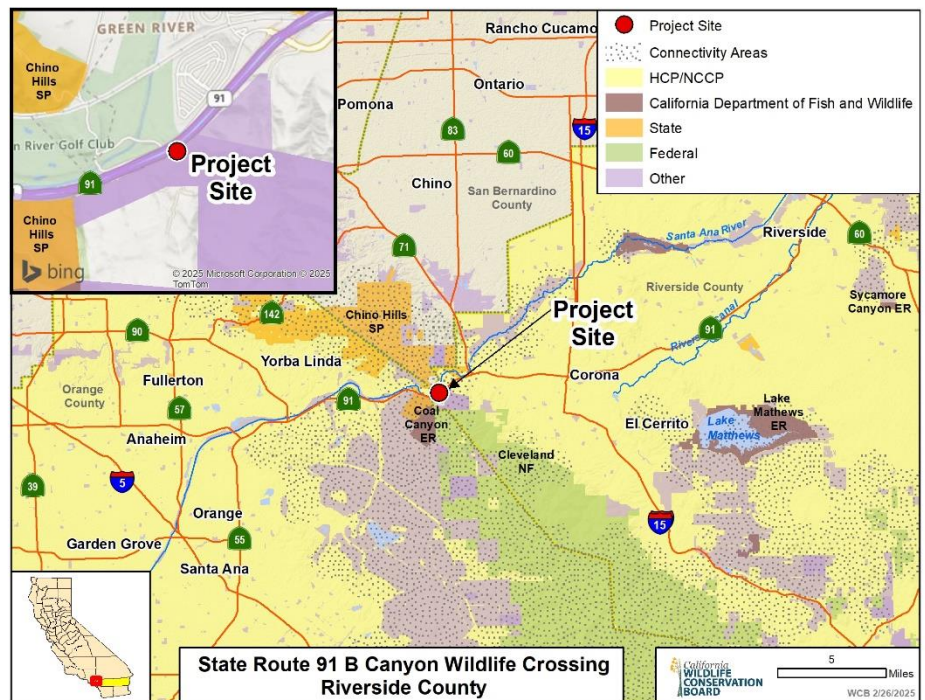 GREEN RIVER
Chino
Hills
SP
91
n River Golf Club
Project
Site
91
Chino
Hills
SP
bing
© 2025 Microsoft Corporation © 2025
TomTom
Project Site
Connectivity Areas
HCP/NCCP
California Department of Fish and Wildlife
State
Federal
Other
Rancho Cucamo
Ontario
Pomona
83
15
60
Chino
San Bernardino
County
71
Santa Ana River
Riverside
60
Riverside County
Sycamore
Canyon ER
142
Chino Hills
SP
Project
Site
91
90
Yorba Linda
Corona
Orange
County
Fullerton
57
91
Coal
Canyon
ER
El Cerrito
Lake
Mathews
ER
Lake
Matthews
Anaheim
Cleveland
NF
39
5
Orange
15
55
Garden Grove
Santa Ana
State Route 91 B Canyon Wildlife Crossing
Riverside County
California
WILDLIFE
CONSERVATION
BOARD
5
Miles
WCB 2/26/2025